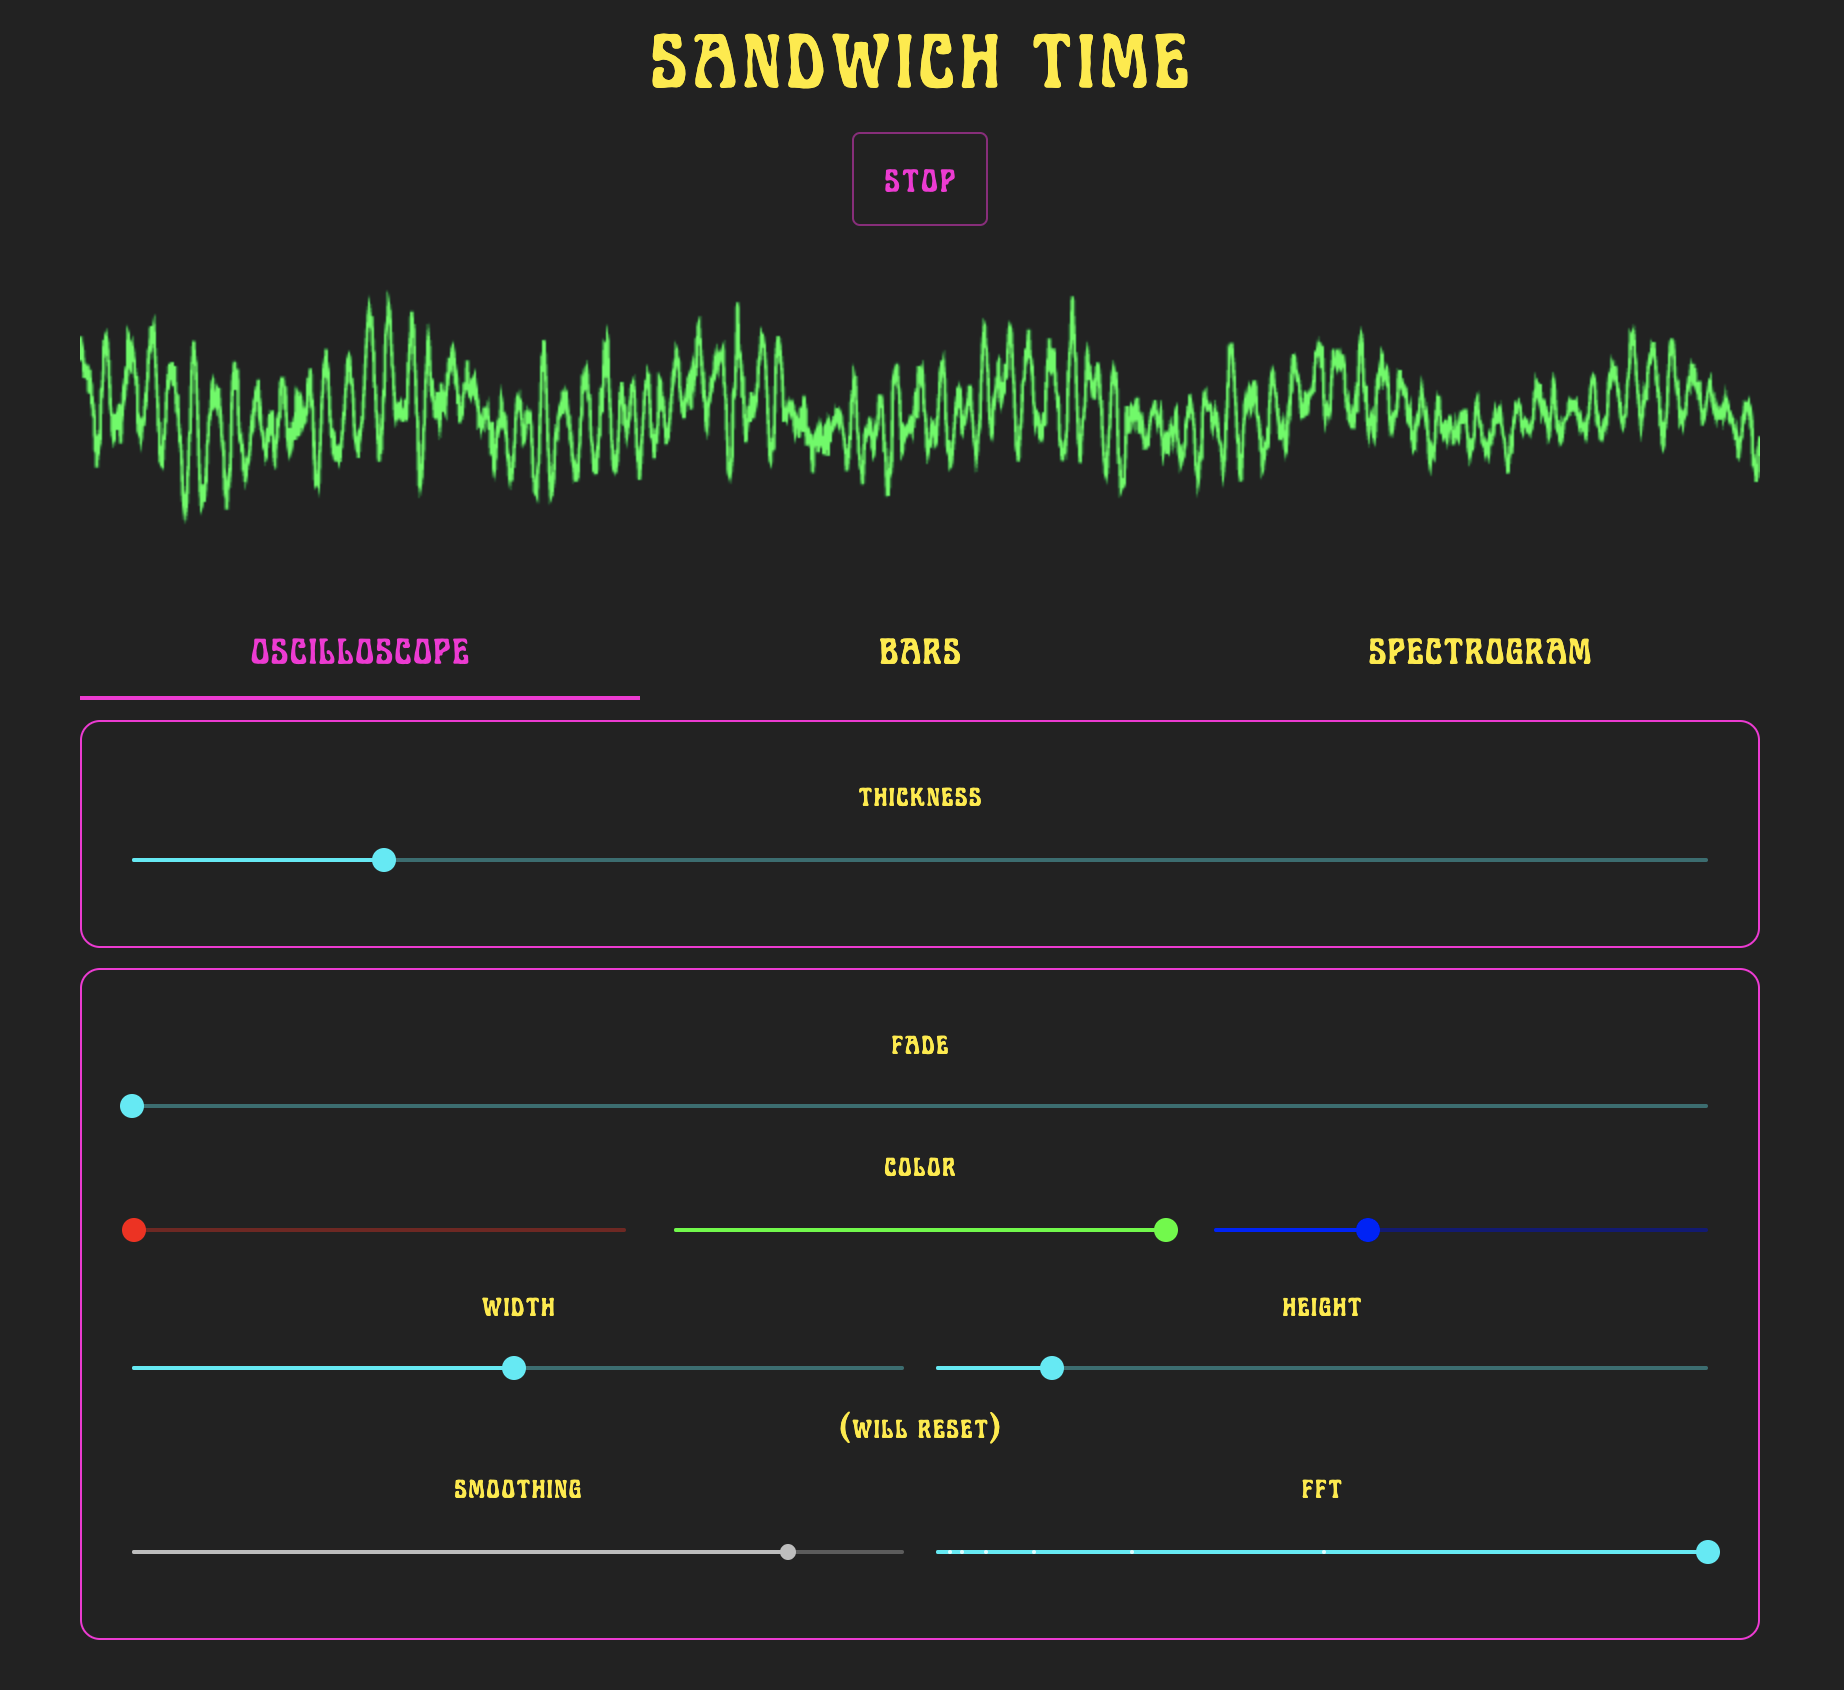 SANDWICH TIME
STOP
OSCILLOSCOPE BARS SPECTROGRAM
THICKNESS
FADE
COLOR
WIDTH HEIGHT
(WILL RESET)
SMOOTHING FFT